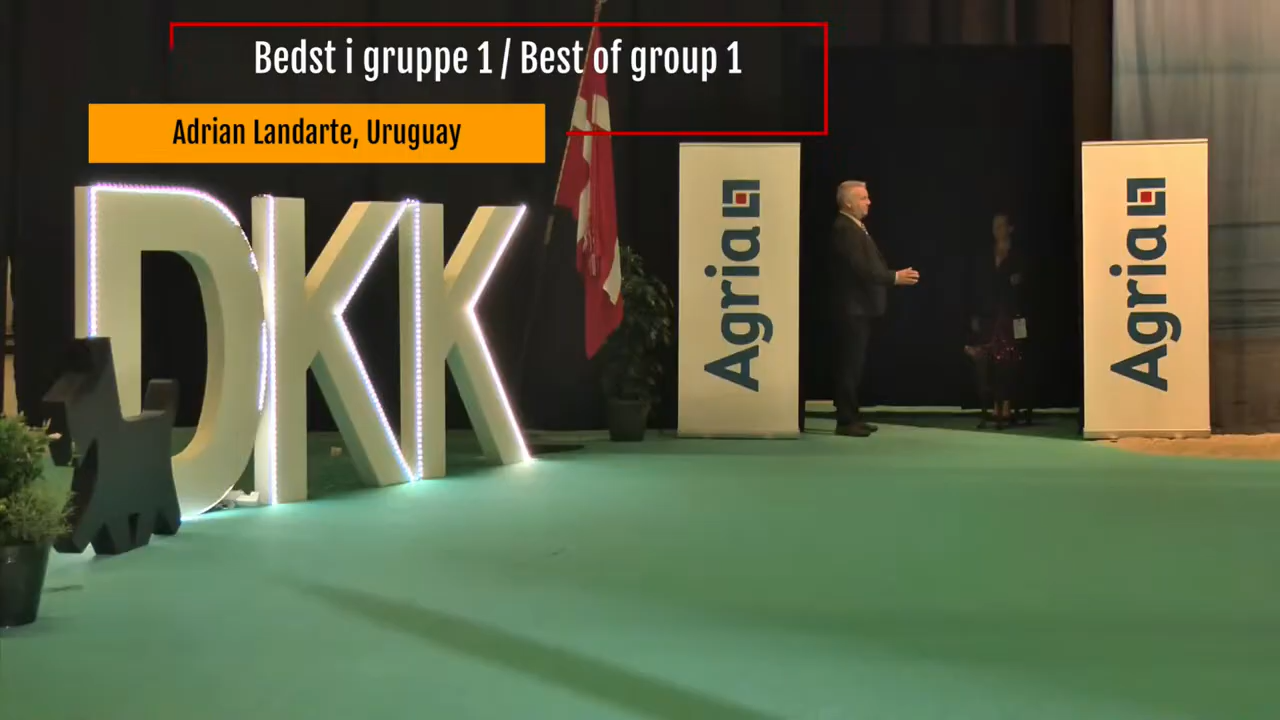 Bedst i gruppe 1 / Best of group 1
Adrian Landarte, Uruguay
DKK
Agria
Agria